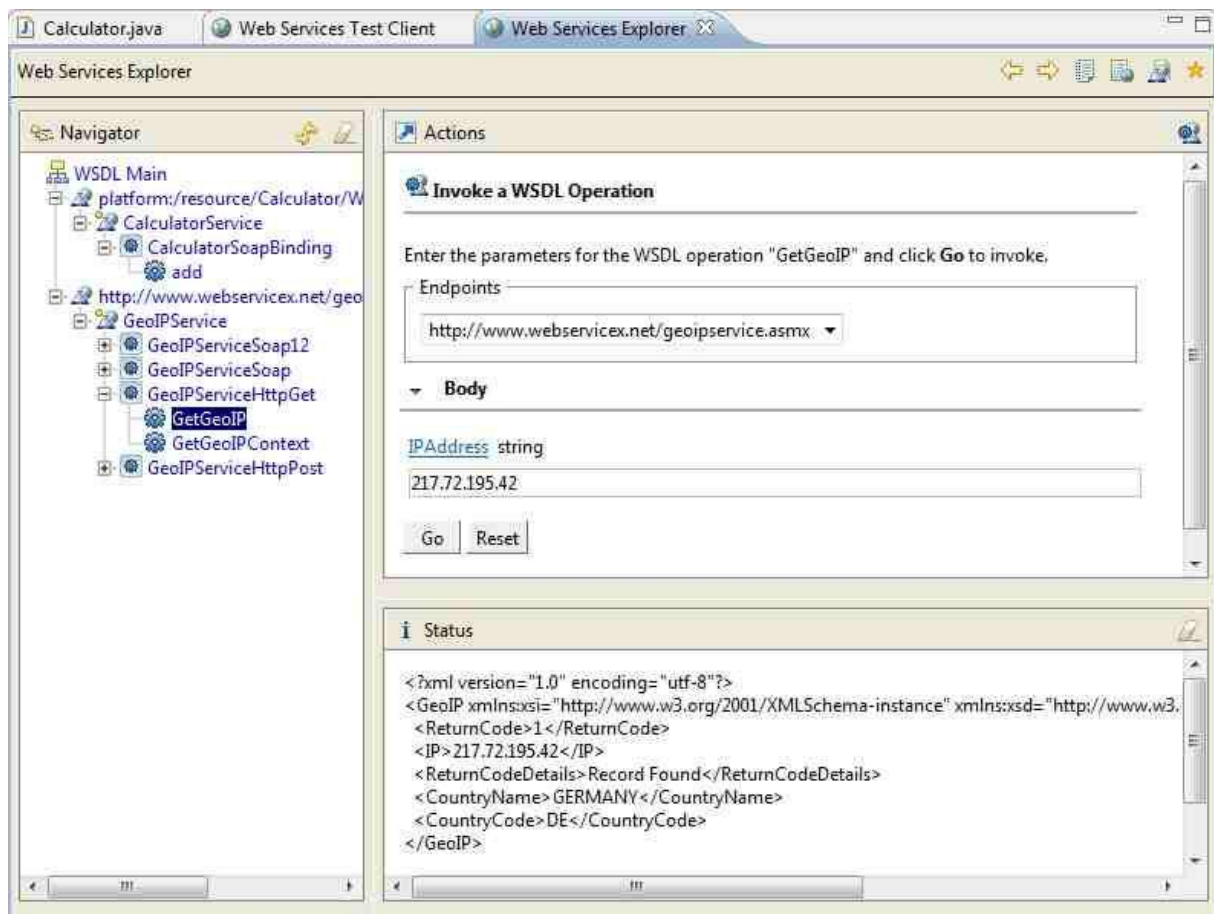 Calculator.java Web Services Test Client Web Services Explorer
Web Services Explorer
Navigator
WSDL Main
platform:/resource/Calculator/W
CalculatorService
CalculatorSoapBinding
add
http://www.webservicex.net/geo
GeoIPService
GeoIPServiceSoap12
GeoIPServiceSoap
GeoIPServiceHttpGet
GetGeoIP
GetGeoIPContext
GeoIPServiceHttpPost
Actions
Invoke a WSDL Operation
Enter the parameters for the WSDL operation "GetGeoIP" and click Go to invoke.
Endpoints
http://www.webservicex.net/geoipservice.asmx
Body
IPAddress string
217.72.195.42
Go Reset
Status
<?xml version="1.0" encoding="utf-8"?>
<GeoIP xmlns:xsi="http://www.w3.org/2001/XMLSchema-instance" xmlns:xsd="http://www.w3.
<ReturnCode>1</ReturnCode>
<IP>217.72.195.42</IP>
<ReturnCodeDetails>Record Found</ReturnCodeDetails>
<CountryName>GERMANY</CountryName>
<CountryCode>DE</CountryCode>
</GeoIP>